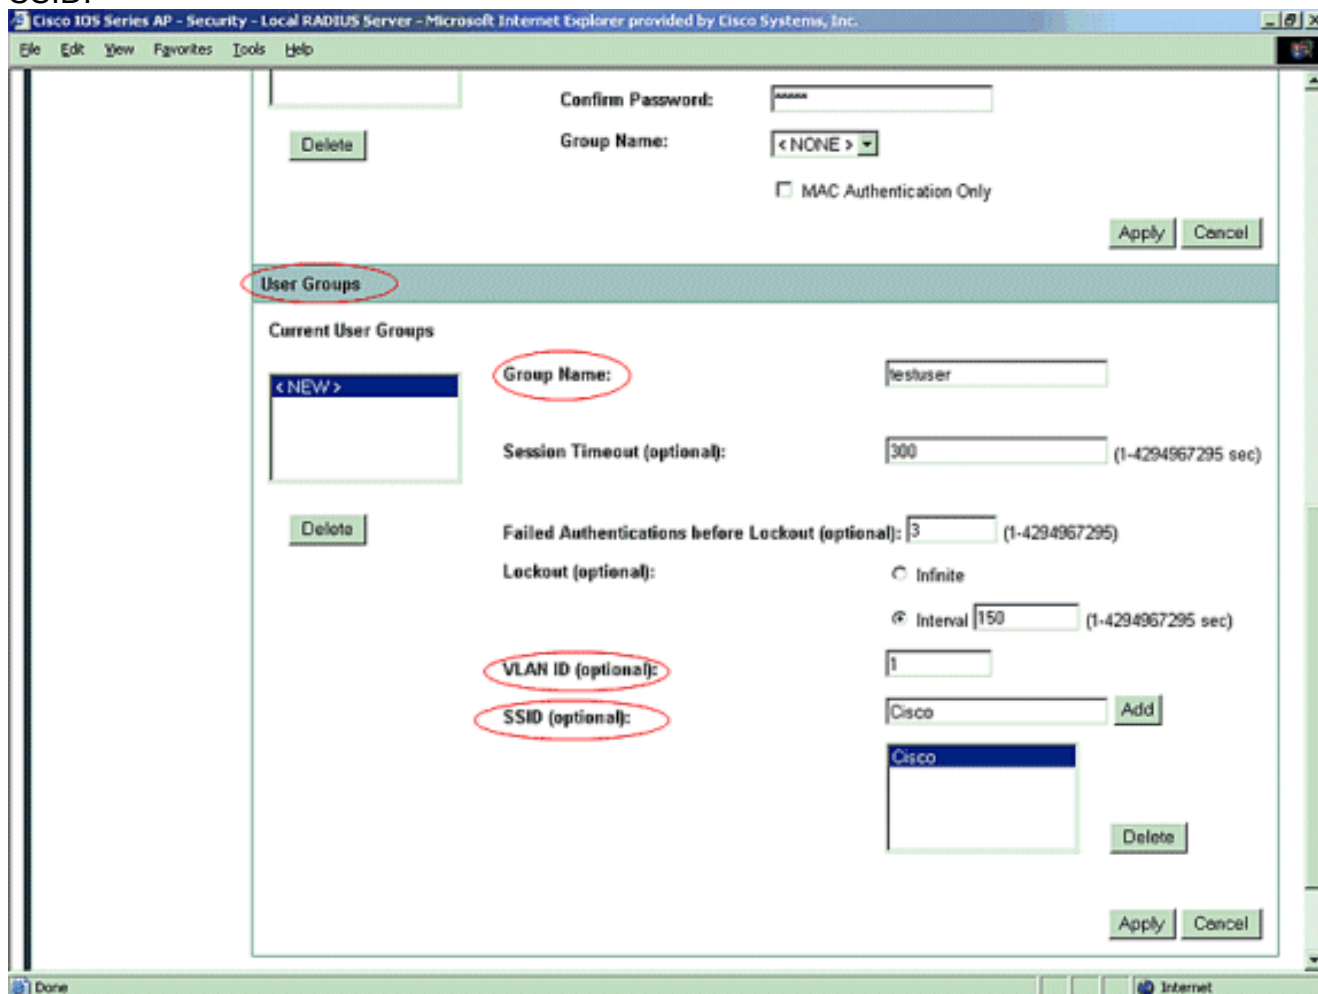 Cisco IOS Series AP - Security - Local RADIUS Server - Microsoft Internet Explorer provided by Cisco Systems, Inc.
File Edit View Favorites Tools Help
Confirm Password: *****
Delete Group Name: < NONE >
MAC Authentication Only
Apply Cancel
User Groups
Current User Groups
Group Name: testuser
< NEW >
Session Timeout (optional): 300 (1-4294967295 sec)
Delete Failed Authentications before Lockout (optional): 3 (1-4294967295)
Lockout (optional): Infinite
Interval 150 (1-4294967295 sec)
VLAN ID (optional): 1
SSID (optional): Cisco Add
Cisco
Delete
Apply Cancel
Done Internet